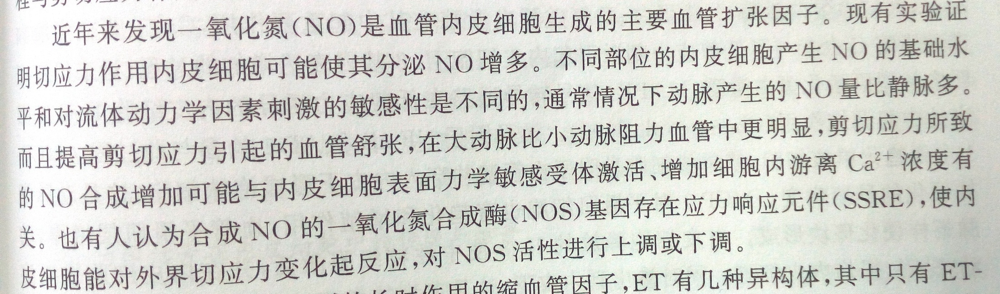 近年来发现一氧化氮(NO)是血管内皮细胞生成的主要血管扩张因子。现有实验证
明切应力作用内皮细胞可能使其分泌 NO 增多。不同部位的内皮细胞产生 NO 的基础水
平和对流体动力学因素刺激的敏感性是不同的,通常情况下动脉产生的 NO 量比静脉多。
而且提高剪切应力引起的血管舒张,在大动脉比小动脉阻力血管中更明显,剪切应力所致
的 NO 合成增加可能与内皮细胞表面力学敏感受体激活、增加细胞内游离 Ca²⁺ 浓度有
关。也有人认为合成 NO 的一氧化氮合成酶(NOS)基因存在应力响应元件(SSRE),使内
皮细胞能对外界切应力变化起反应,对 NOS 活性进行上调或下调。
作用的缩血管因子,ET 有几种异构体,其中只有 ET-